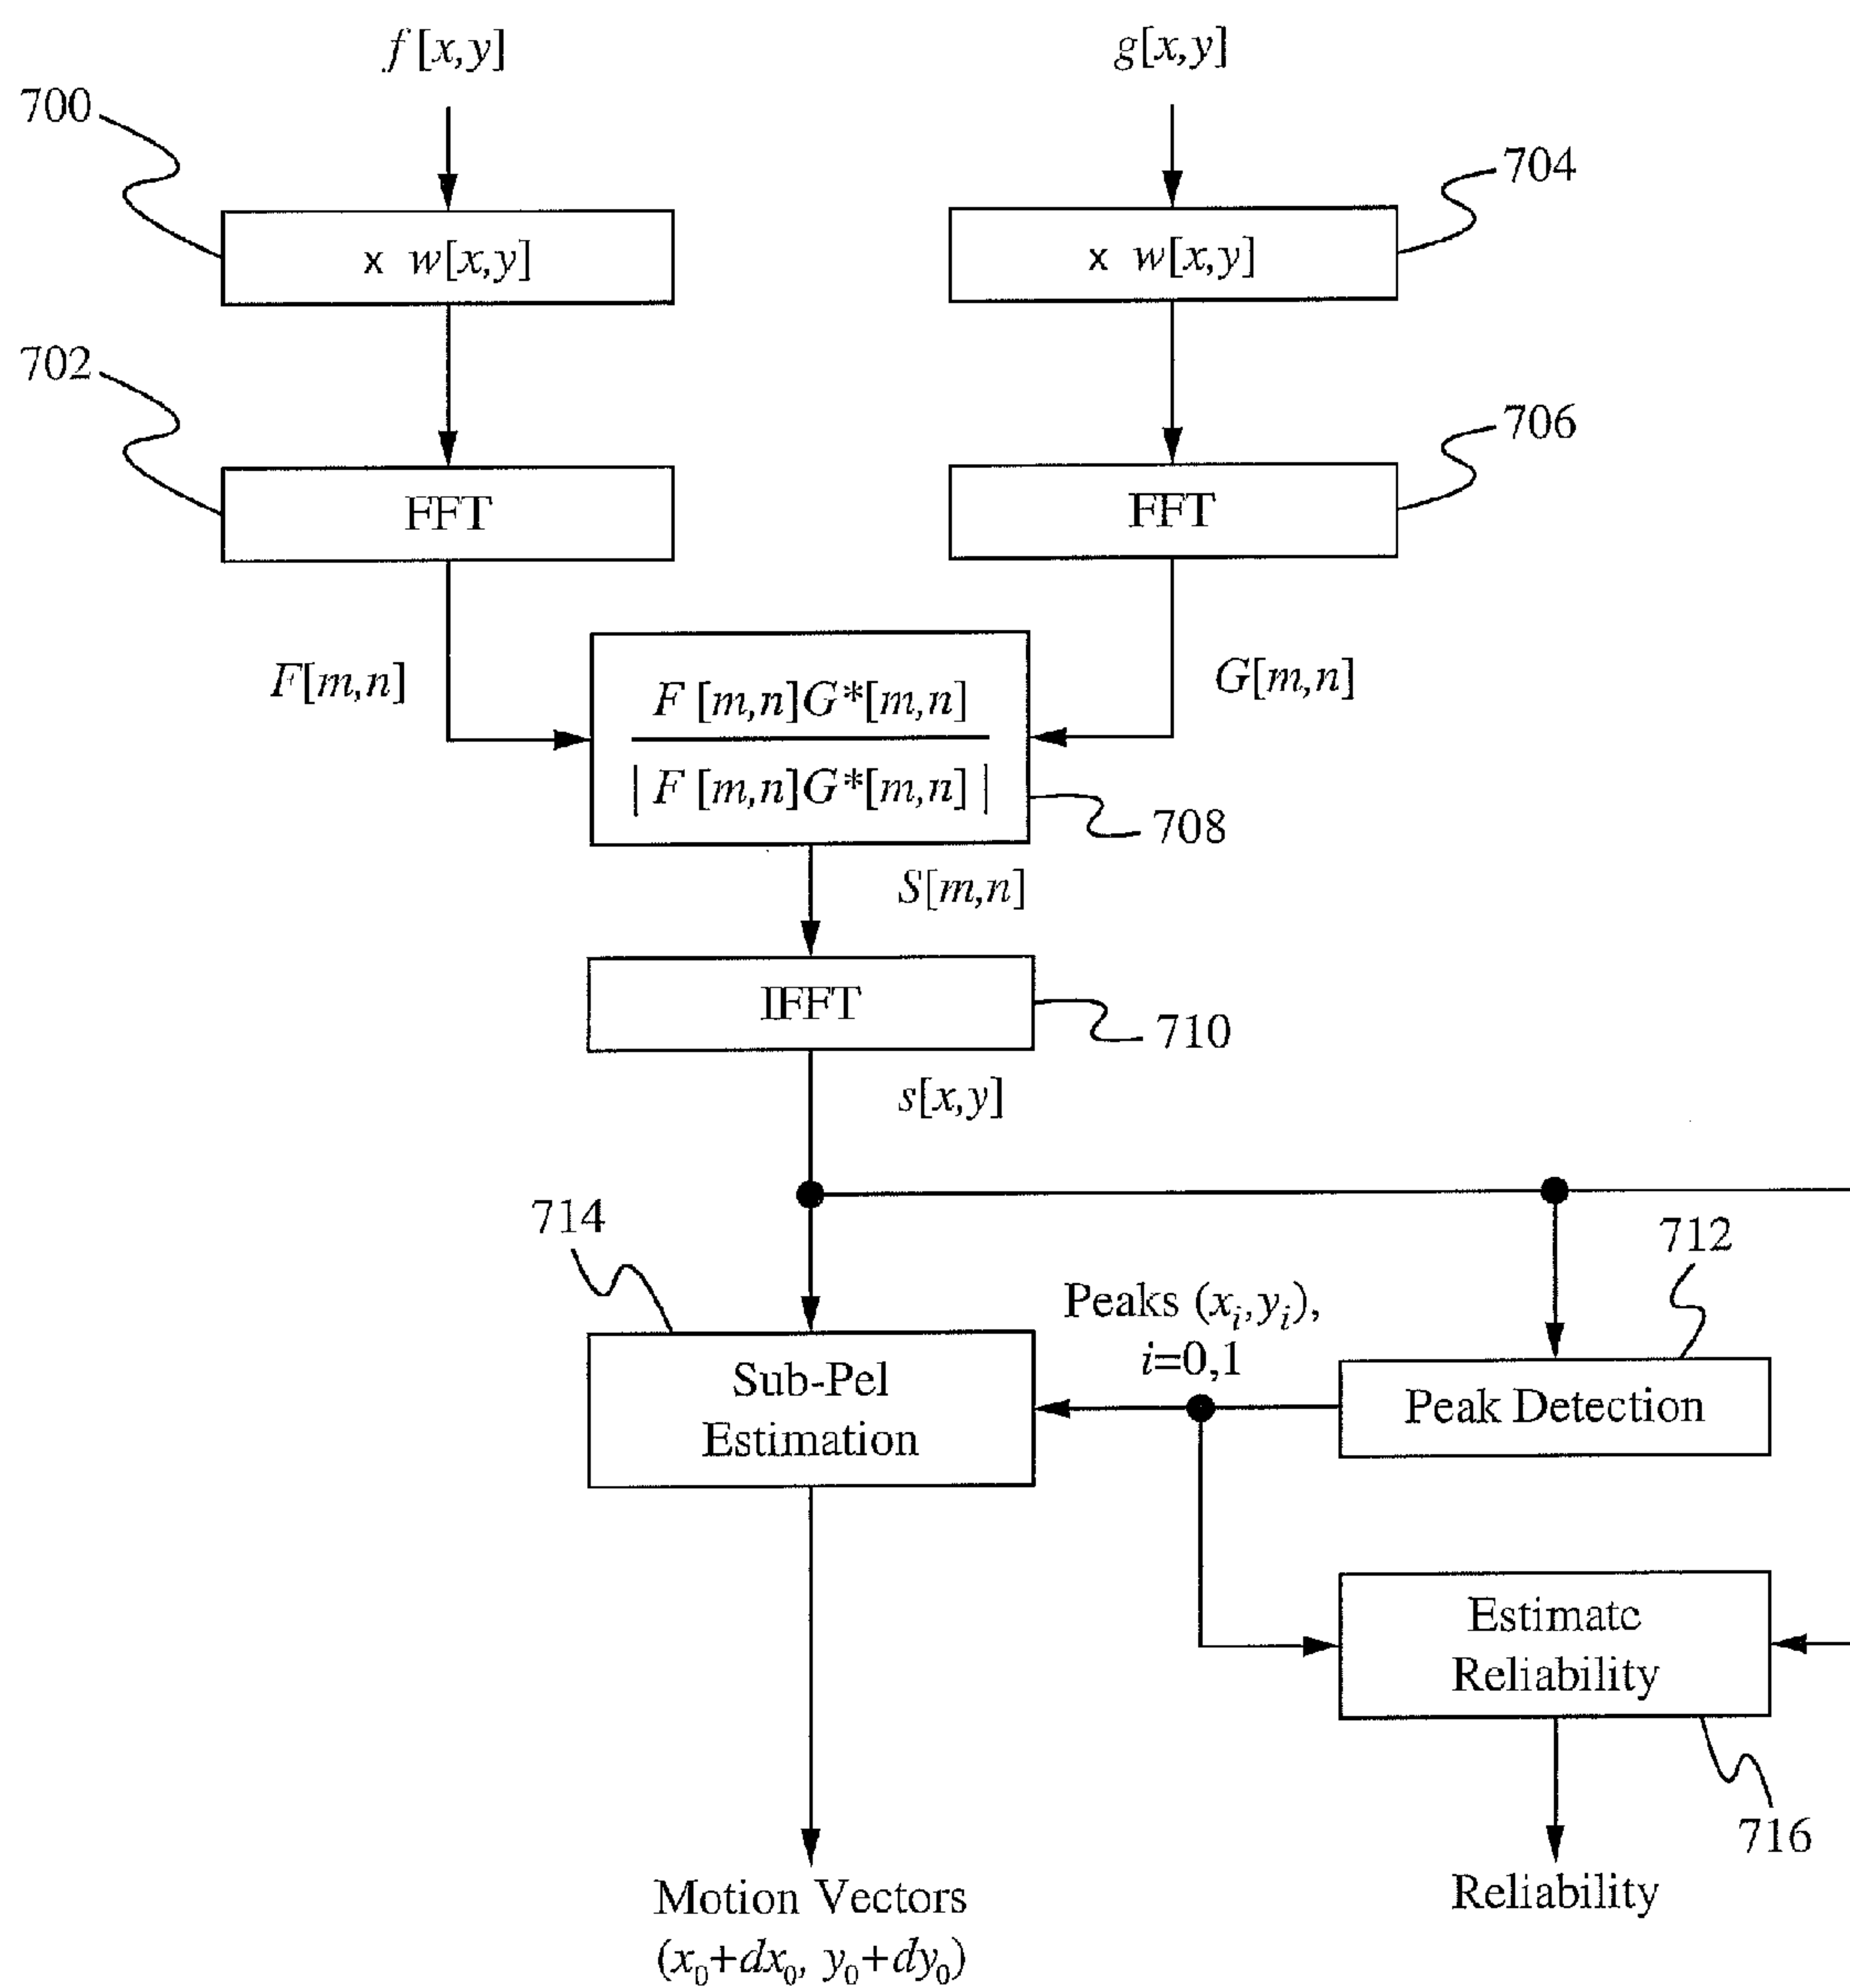 f[x,y]
g[x,y]
700
704
x w[x,y]
x w[x,y]
702
706
FFT
FFT
F[m,n]
G[m,n]
F[m,n]G*[m,n]
|F[m,n]G*[m,n]|
708
S[m,n]
IFFT
710
s[x,y]
714
712
Peaks (x_i,y_i),
i=0,1
Sub-Pel
Estimation
Peak Detection
Estimate
Reliability
716
Motion Vectors
(x_0+dx_0, y_0+dy_0)
Reliability